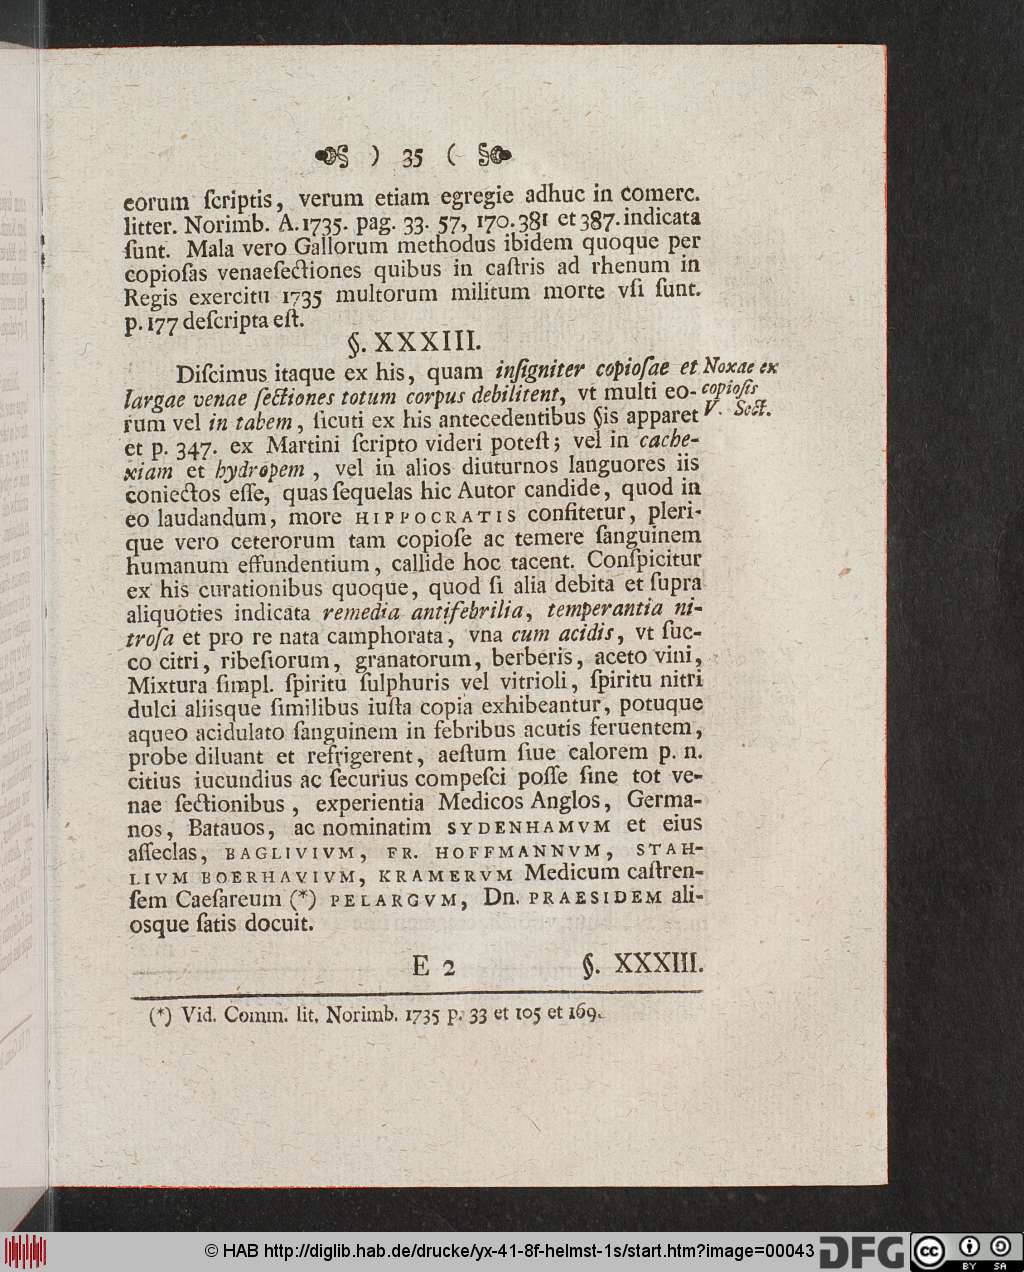 ) 35 (
eorum ſcriptis, verum etiam egregie adhuc in comerc.
litter. Norimb. A.1735. pag. 33. 57, 170.381 et 387.indicata
ſunt. Mala vero Gallorum methodus ibidem quoque per
copioſas venaeſectiones quibus in caſtris ad rhenum in
Regis exercitu 1735 multorum militum morte vſi ſunt.
p. 177 deſcripta eſt.
§. XXXIII.
Diſcimus itaque ex his, quam inſigniter copioſae et
largae venae ſectiones totum corpus debilitent, vt multi eo-
rum vel in tabem, ſicuti ex his antecedentibus §is apparet
et p. 347. ex Martini ſcripto videri poteſt; vel in cache-
xiam et hydropem, vel in alios diuturnos languores iis
coniectos eſſe, quas ſequelas hic Autor candide, quod in
eo laudandum, more HIPPOCRATIS confitetur, pleri-
que vero ceterorum tam copioſe ac temere ſanguinem
humanum effundentium, callide hoc tacent. Conſpicitur
ex his curationibus quoque, quod ſi alia debita et ſupra
aliquoties indicata remedia antifebrilia, temperantia ni-
troſa et pro re nata camphorata, vna cum acidis, vt ſuc-
co citri, ribeſiorum, granatorum, berberis, aceto vini,
Mixtura ſimpl. ſpiritu ſulphuris vel vitrioli, ſpiritu nitri
dulci aliisque ſimilibus iuſta copia exhibeantur, potuque
aqueo acidulato ſanguinem in febribus acutis feruentem,
probe diluant et refrigerent, aeſtum ſiue calorem p. n.
citius iucundius ac ſecurius compeſci poſſe ſine tot ve-
nae ſectionibus, experientia Medicos Anglos, Germa-
nos, Batauos, ac nominatim SYDENHAMVM et eius
aſſeclas, BAGLIVIVM, FR. HOFFMANNVM, STAH-
LIVM BOERHAVIVM, KRAMERVM Medicum caſtren-
ſem Caeſareum (*) PELARGVM, Dn. PRAESIDEM ali-
osque ſatis docuit.
Noxae ex
copioſis
V. Sect.
E 2 §. XXXIII.
(*) Vid. Comm. lit. Norimb. 1735 p. 33 et 105 et 169.
© HAB http://diglib.hab.de/drucke/yx-41-8f-helmst-1s/start.htm?image=00043
DFG
cc
BY SA